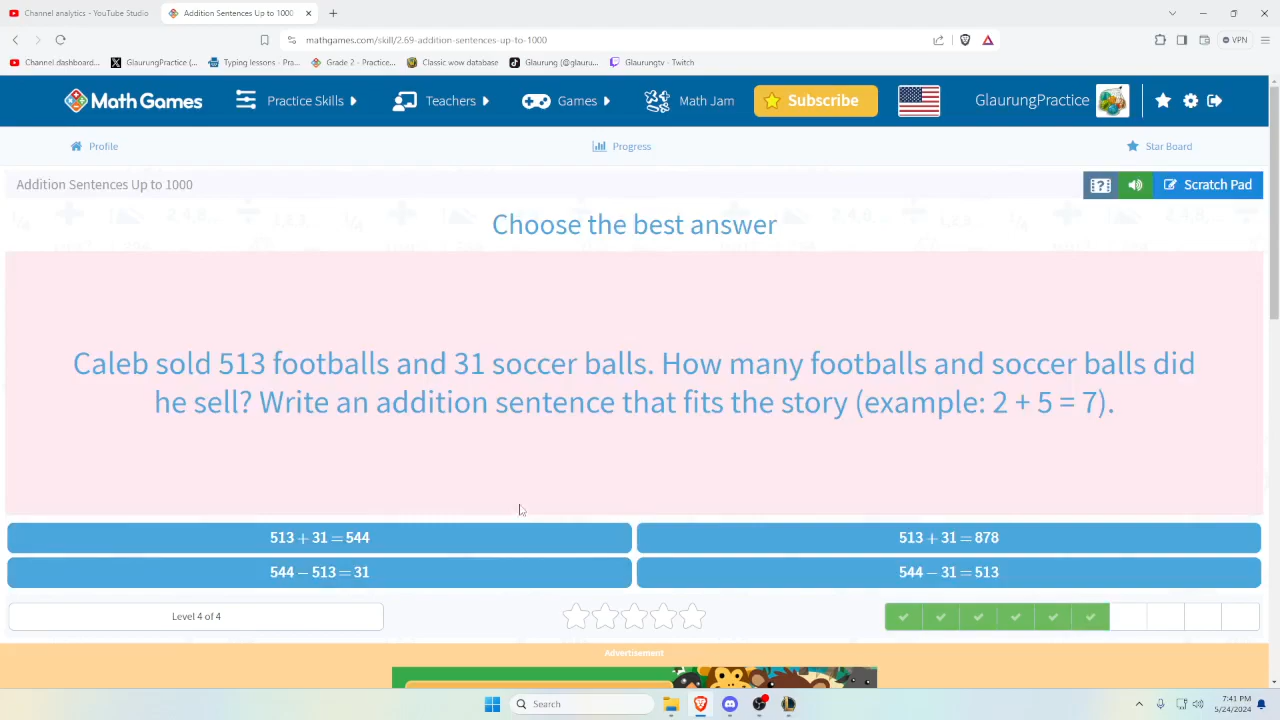 Channel analytics - YouTube Studio
Addition Sentences Up to 1000
mathgames.com/skill/2.69-addition-sentences-up-to-1000
VPN
Channel dashboard...
GlaurungPractice (...
Typing lessons - Pra...
Grade 2 - Practice...
Classic wow database
Glaurung (@glauru...
Glaurungtv - Twitch
Math Games
Practice Skills
Teachers
Games
Math Jam
Subscribe
GlaurungPractice
Profile
Progress
Star Board
Addition Sentences Up to 1000
Scratch Pad
Choose the best answer
Caleb sold 513 footballs and 31 soccer balls. How many footballs and soccer balls did
he sell? Write an addition sentence that fits the story (example: 2 + 5 = 7).
513 + 31 = 544
513 + 31 = 878
544 − 513 = 31
544 − 31 = 513
Level 4 of 4
Advertisement
Search
7:41 PM
5/24/2024